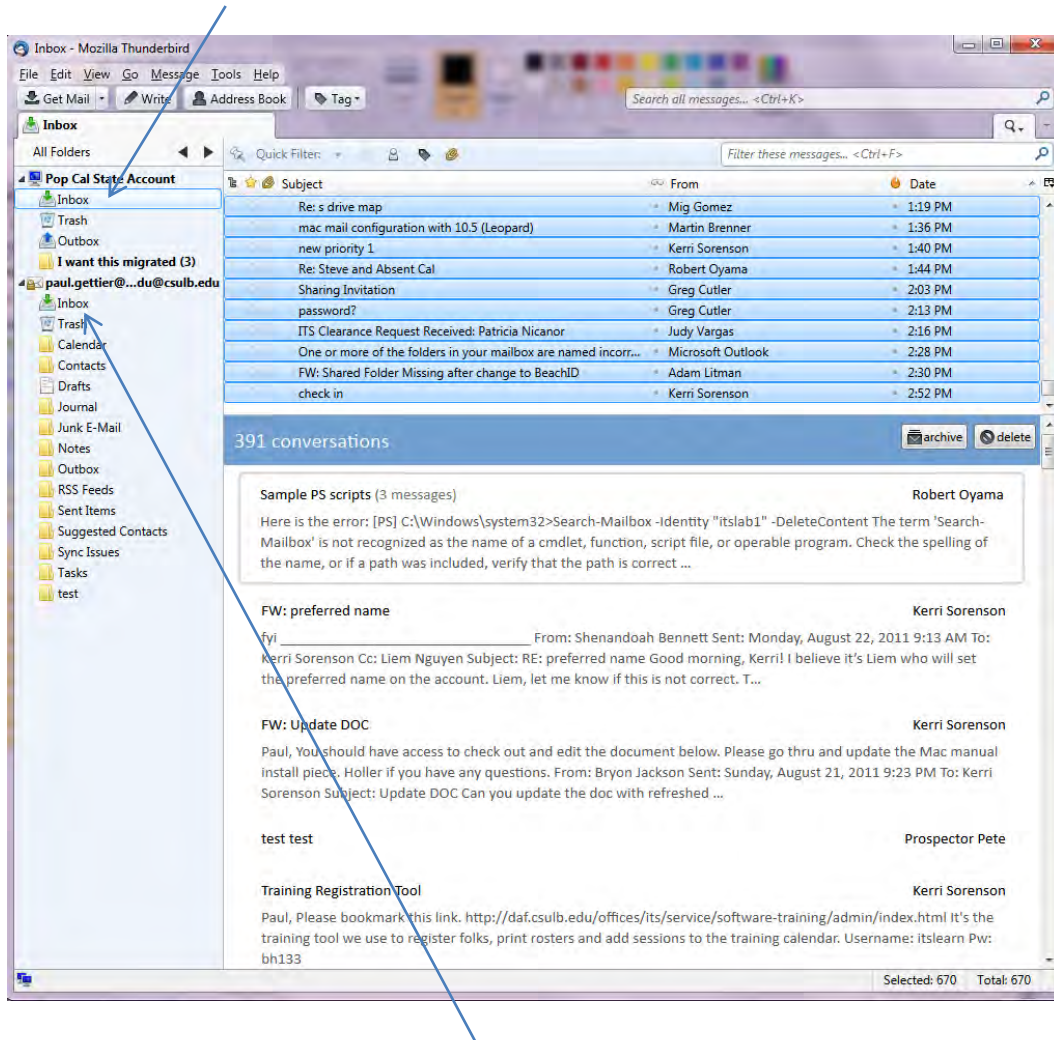 Inbox - Mozilla Thunderbird
File Edit View Go Message Tools Help
Get Mail Write Address Book Tag
Search all messages... <Ctrl+K>
Inbox
All Folders
Quick Filter:
Filter these messages... <Ctrl+F>
Pop Cal State Account
Inbox
Trash
Outbox
I want this migrated (3)
paul.gettier@...du@csulb.edu
Inbox
Trash
Calendar
Contacts
Drafts
Journal
Junk E-Mail
Notes
Outbox
RSS Feeds
Sent Items
Suggested Contacts
Sync Issues
Tasks
test
Subject From Date
Re: s drive map Mig Gomez 1:19 PM
mac mail configuration with 10.5 (Leopard) Martin Brenner 1:36 PM
new priority 1 Kerri Sorenson 1:40 PM
Re: Steve and Absent Cal Robert Oyama 1:44 PM
Sharing Invitation Greg Cutler 2:03 PM
password? Greg Cutler 2:13 PM
ITS Clearance Request Received: Patricia Nicanor Judy Vargas 2:16 PM
One or more of the folders in your mailbox are named incorr... Microsoft Outlook 2:28 PM
FW: Shared Folder Missing after change to BeachID Adam Litman 2:30 PM
check in Kerri Sorenson 2:52 PM
391 conversations archive delete
Sample PS scripts (3 messages) Robert Oyama
Here is the error: [PS] C:\Windows\system32>Search-Mailbox -Identity "itslab1" -DeleteContent The term 'Search-
Mailbox' is not recognized as the name of a cmdlet, function, script file, or operable program. Check the spelling of
the name, or if a path was included, verify that the path is correct ...
FW: preferred name Kerri Sorenson
fyi ______________________________ From: Shenandoah Bennett Sent: Monday, August 22, 2011 9:13 AM To:
Kerri Sorenson Cc: Liem Nguyen Subject: RE: preferred name Good morning, Kerri! I believe it's Liem who will set
the preferred name on the account. Liem, let me know if this is not correct. T...
FW: Update DOC Kerri Sorenson
Paul, You should have access to check out and edit the document below. Please go thru and update the Mac manual
install piece. Holler if you have any questions. From: Bryon Jackson Sent: Sunday, August 21, 2011 9:23 PM To: Kerri
Sorenson Subject: Update DOC Can you update the doc with refreshed ...
test test Prospector Pete
Training Registration Tool Kerri Sorenson
Paul, Please bookmark this link. http://daf.csulb.edu/offices/its/service/software-training/admin/index.html It's the
training tool we use to register folks, print rosters and add sessions to the training calendar. Username: itslearn Pw:
bh133
Selected: 670 Total: 670